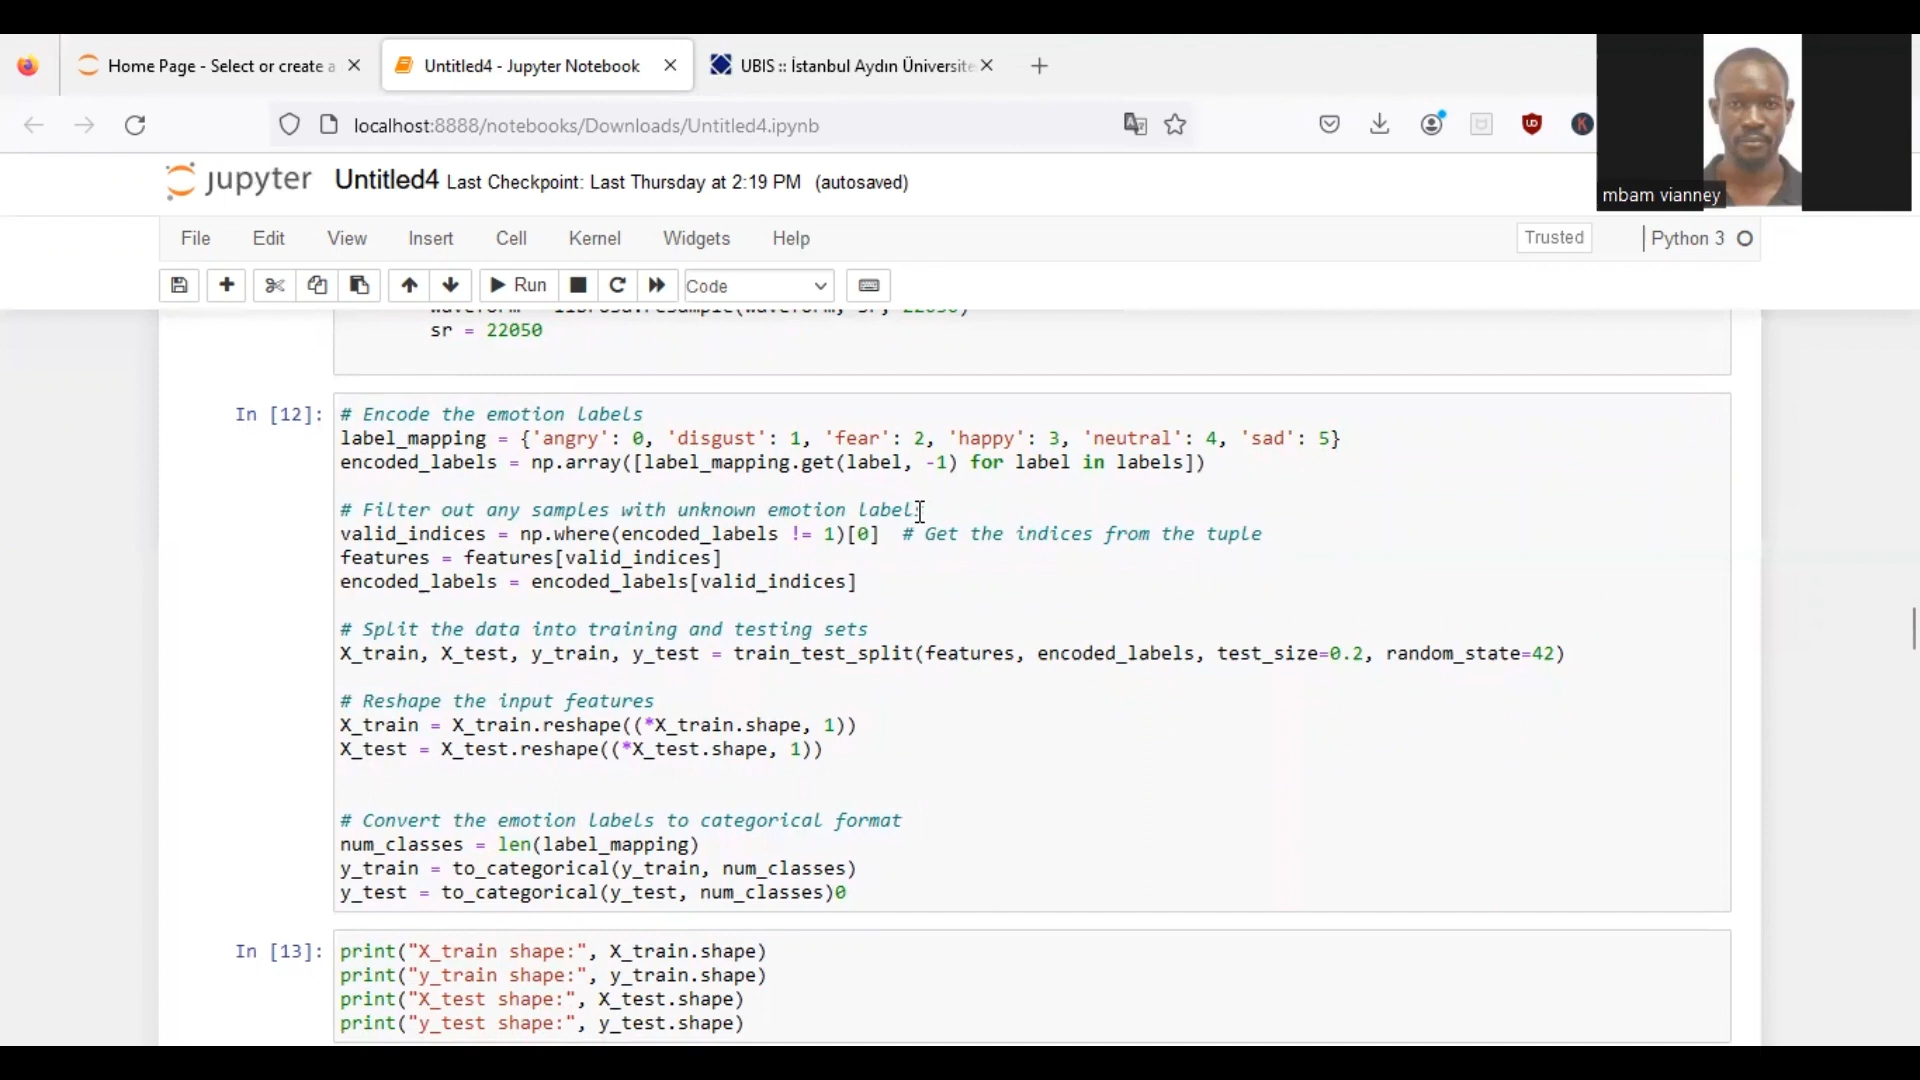 Home Page - Select or create a
Untitled4 - Jupyter Notebook
UBIS :: İstanbul Aydın Üniversite
localhost:8888/notebooks/Downloads/Untitled4.ipynb
mbam vianney
jupyter Untitled4 Last Checkpoint: Last Thursday at 2:19 PM (autosaved)
File Edit View Insert Cell Kernel Widgets Help Trusted Python 3
Run Code
sr = 22050
In [12]:
# Encode the emotion labels
label_mapping = {'angry': 0, 'disgust': 1, 'fear': 2, 'happy': 3, 'neutral': 4, 'sad': 5}
encoded_labels = np.array([label_mapping.get(label, -1) for label in labels])
# Filter out any samples with unknown emotion labels
valid_indices = np.where(encoded_labels != 1)[0]  # Get the indices from the tuple
features = features[valid_indices]
encoded_labels = encoded_labels[valid_indices]
# Split the data into training and testing sets
X_train, X_test, y_train, y_test = train_test_split(features, encoded_labels, test_size=0.2, random_state=42)
# Reshape the input features
X_train = X_train.reshape((*X_train.shape, 1))
X_test = X_test.reshape((*X_test.shape, 1))
# Convert the emotion labels to categorical format
num_classes = len(label_mapping)
y_train = to_categorical(y_train, num_classes)
y_test = to_categorical(y_test, num_classes)0
In [13]:
print("X_train shape:", X_train.shape)
print("y_train shape:", y_train.shape)
print("X_test shape:", X_test.shape)
print("y_test shape:", y_test.shape)